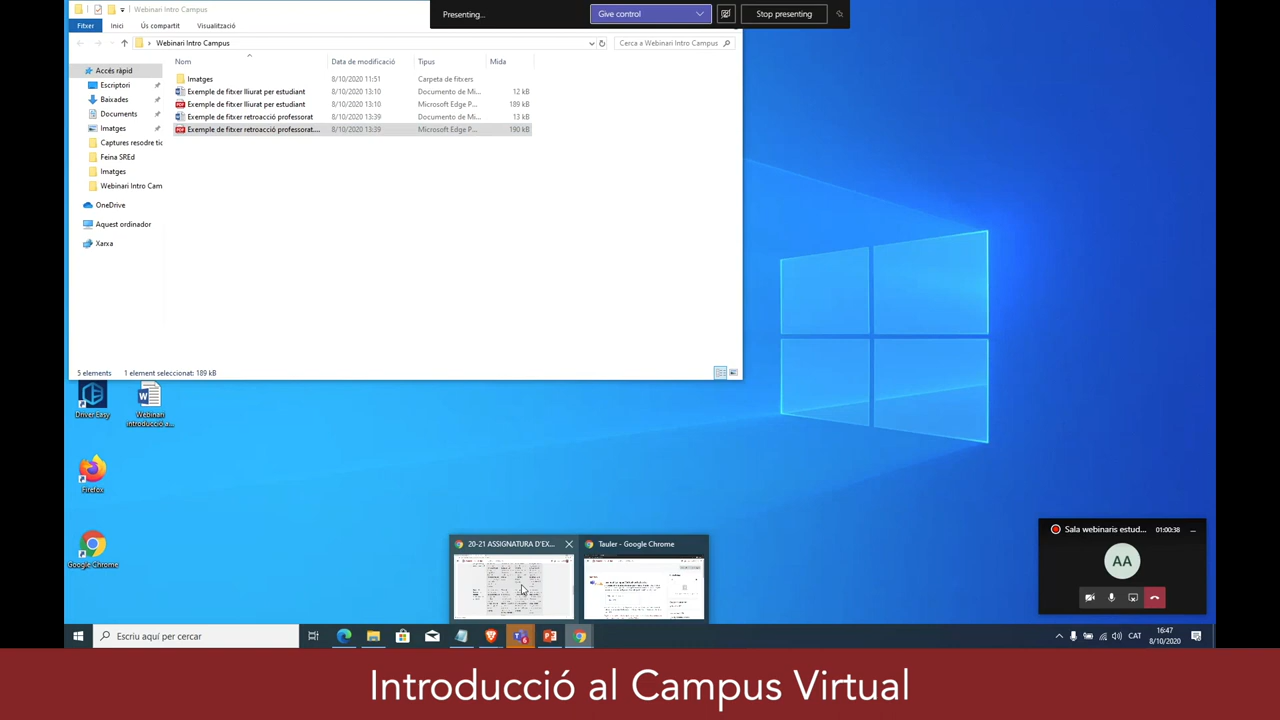 Webinari Intro Campus
Presenting...
Give control
Stop presenting
Fitxer
Inici
Ús compartit
Visualització
Webinari Intro Campus
Cerca a Webinari Intro Campus
Nom
Data de modificació
Tipus
Mida
Accés ràpid
Escriptori
Baixades
Documents
Imatges
Captures resodre tic
Feina SREd
Imatges
Webinari Intro Cam
OneDrive
Aquest ordinador
Xarxa
Imatges 8/10/2020 11:51 Carpeta de fitxers
Exemple de fitxer lliurat per estudiant 8/10/2020 13:10 Documento de Mi... 12 kB
Exemple de fitxer lliurat per estudiant 8/10/2020 13:10 Microsoft Edge P... 189 kB
Exemple de fitxer retroacció professorat 8/10/2020 13:39 Documento de Mi... 13 kB
Exemple de fitxer retroacció professorat.... 8/10/2020 13:39 Microsoft Edge P... 190 kB
5 elements 1 element seleccionat: 189 kB
Driver Easy
Webinari
introducció a...
Firefox
Google Chrome
20-21 ASSIGNATURA D'EX...
Tauler - Google Chrome
Sala webinaris estud... 01:00:38
AA
Escriu aquí per cercar
CAT
16:47
8/10/2020
Introducció al Campus Virtual